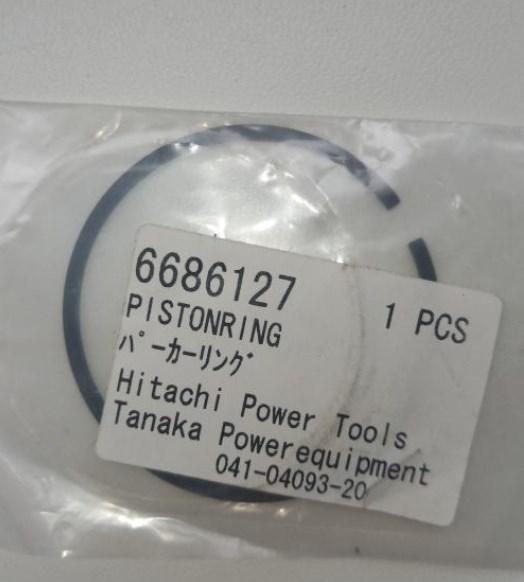 6686127
1 PCS
PISTONRING
パーカーリング
Hitachi Power Tools
Tanaka Powerequipment
041-04093-20